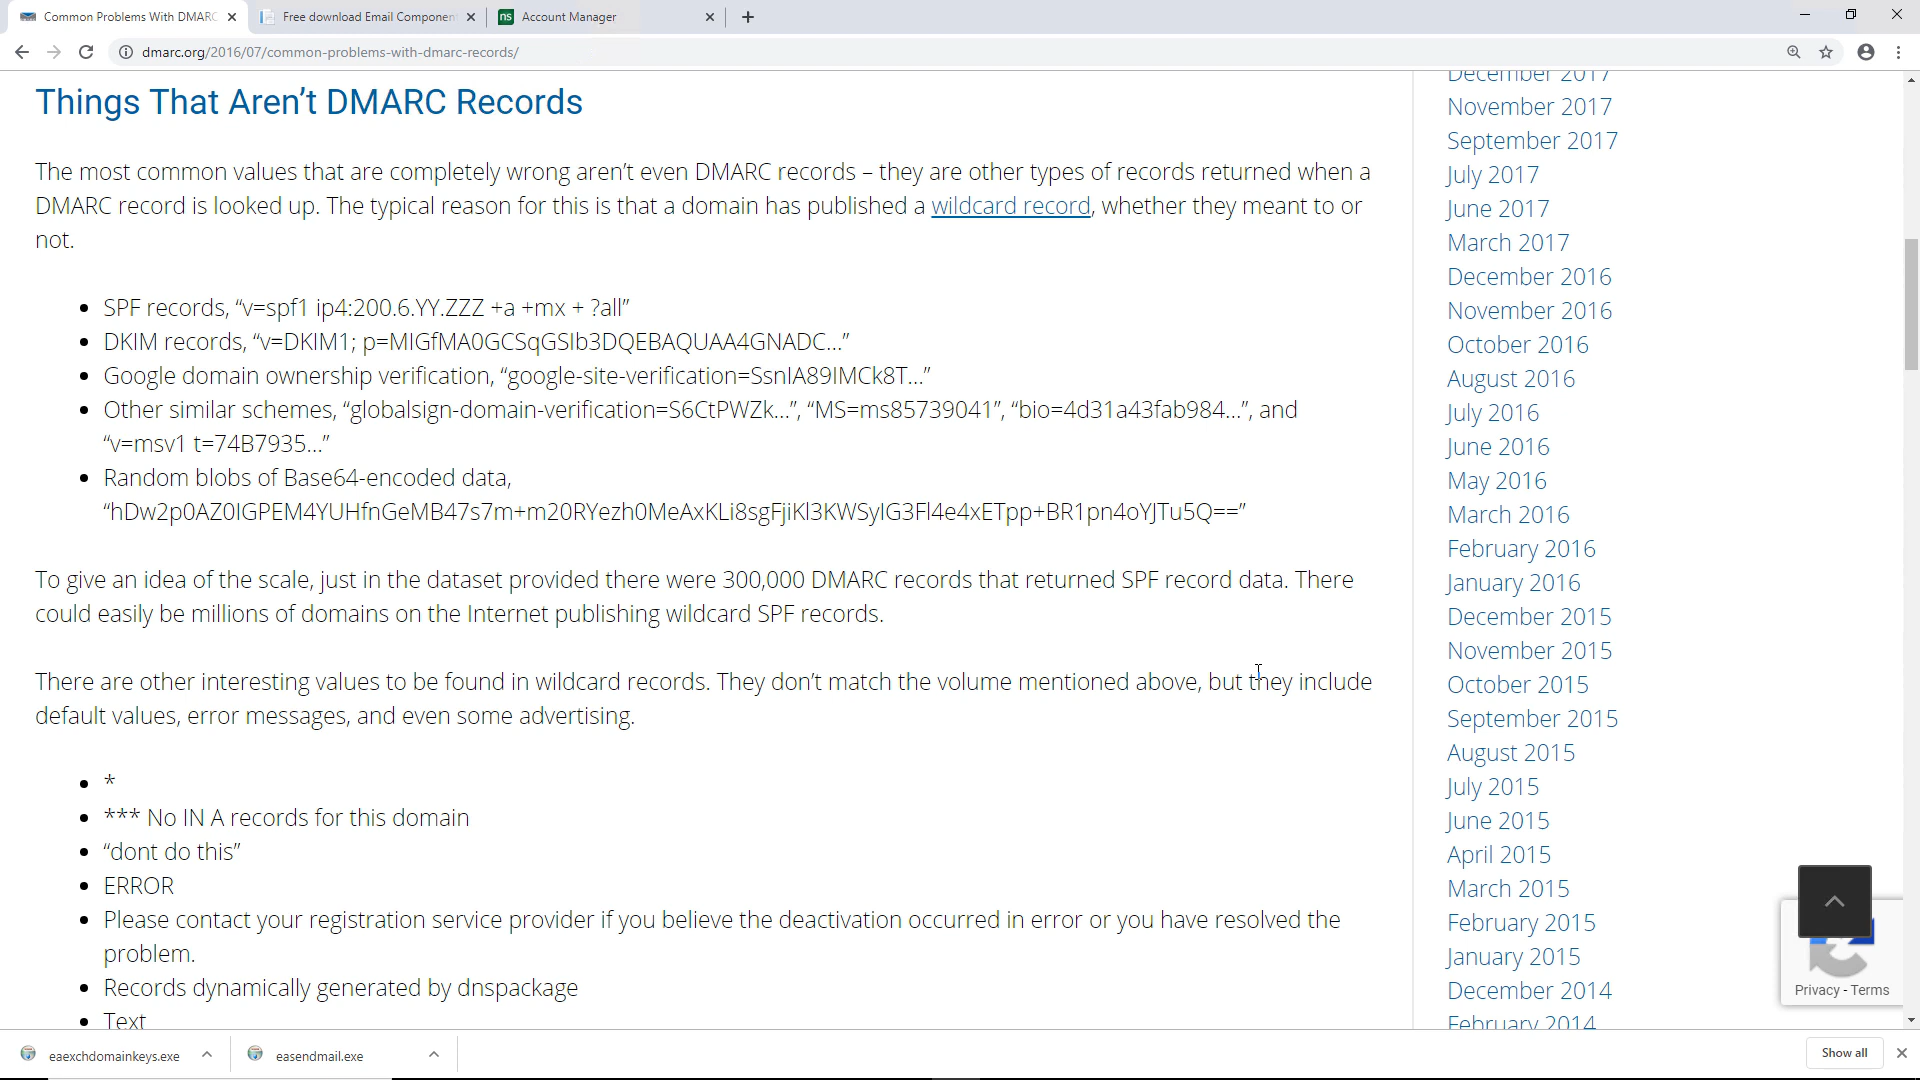 Common Problems With DMARC
Free download Email Componen
ns Account Manager
dmarc.org/2016/07/common-problems-with-dmarc-records/
Things That Aren’t DMARC Records
The most common values that are completely wrong aren’t even DMARC records – they are other types of records returned when a
DMARC record is looked up. The typical reason for this is that a domain has published a wildcard record, whether they meant to or
not.
SPF records, “v=spf1 ip4:200.6.YY.ZZZ +a +mx + ?all”
DKIM records, “v=DKIM1; p=MIGfMA0GCSqGSIb3DQEBAQUAA4GNADC…”
Google domain ownership verification, “google-site-verification=SsnIA89IMCk8T…”
Other similar schemes, “globalsign-domain-verification=S6CtPWZk…”, “MS=ms85739041”, “bio=4d31a43fab984…”, and
“v=msv1 t=74B7935…”
Random blobs of Base64-encoded data,
“hDw2p0AZ0IGPEM4YUHfnGeMB47s7m+m20RYezh0MeAxKLi8sgFjiKl3KWSyIG3Fl4e4xETpp+BR1pn4oYJTu5Q==”
To give an idea of the scale, just in the dataset provided there were 300,000 DMARC records that returned SPF record data. There
could easily be millions of domains on the Internet publishing wildcard SPF records.
There are other interesting values to be found in wildcard records. They don’t match the volume mentioned above, but they include
default values, error messages, and even some advertising.
*
*** No IN A records for this domain
“dont do this”
ERROR
Please contact your registration service provider if you believe the deactivation occurred in error or you have resolved the
problem.
Records dynamically generated by dnspackage
Text
December 2017
November 2017
September 2017
July 2017
June 2017
March 2017
December 2016
November 2016
October 2016
August 2016
July 2016
June 2016
May 2016
March 2016
February 2016
January 2016
December 2015
November 2015
October 2015
September 2015
August 2015
July 2015
June 2015
April 2015
March 2015
February 2015
January 2015
December 2014
February 2014
Privacy - Terms
eaexchdomainkeys.exe
easendmail.exe
Show all